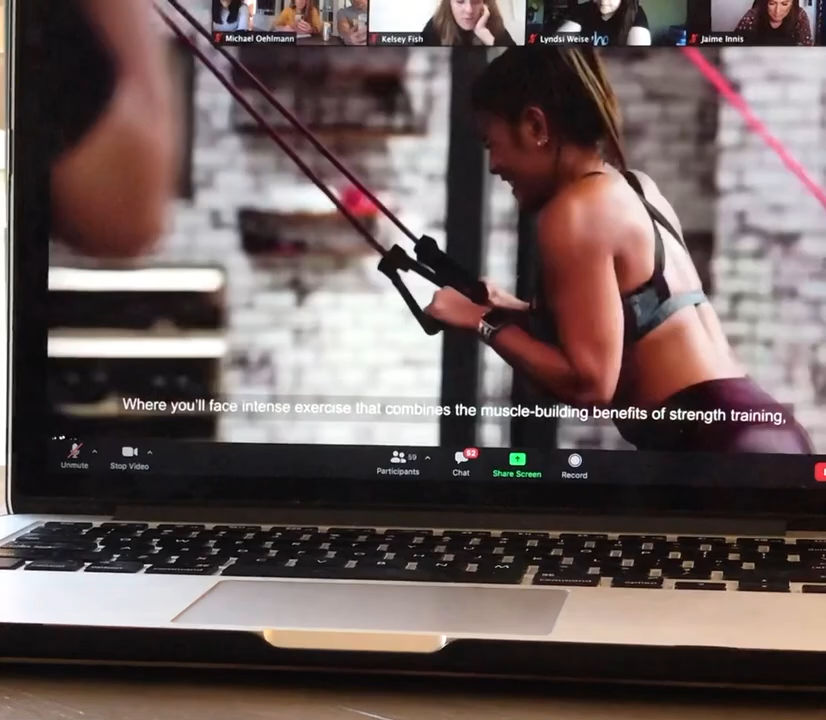 Michael Oehlmann
Kelsey Fish
Lyndsi Weise
Jaime Innis
Where you'll face intense exercise that combines the muscle-building benefits of strength training,
Unmute
Stop Video
59
Participants
52
Chat
Share Screen
Record